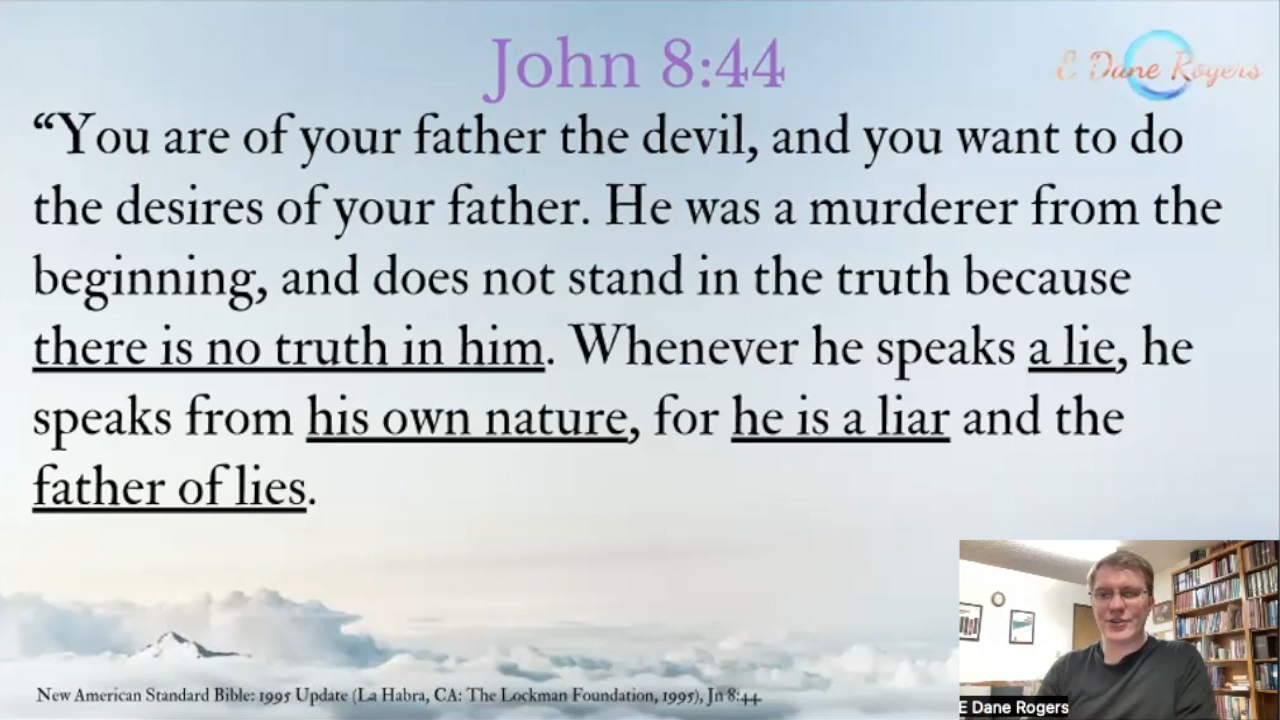 John 8:44
E Dane Rogers
“You are of your father the devil, and you want to do
the desires of your father. He was a murderer from the
beginning, and does not stand in the truth because
there is no truth in him. Whenever he speaks a lie, he
speaks from his own nature, for he is a liar and the
father of lies.
New American Standard Bible: 1995 Update (La Habra, CA: The Lockman Foundation, 1995), Jn 8:44.
E Dane Rogers